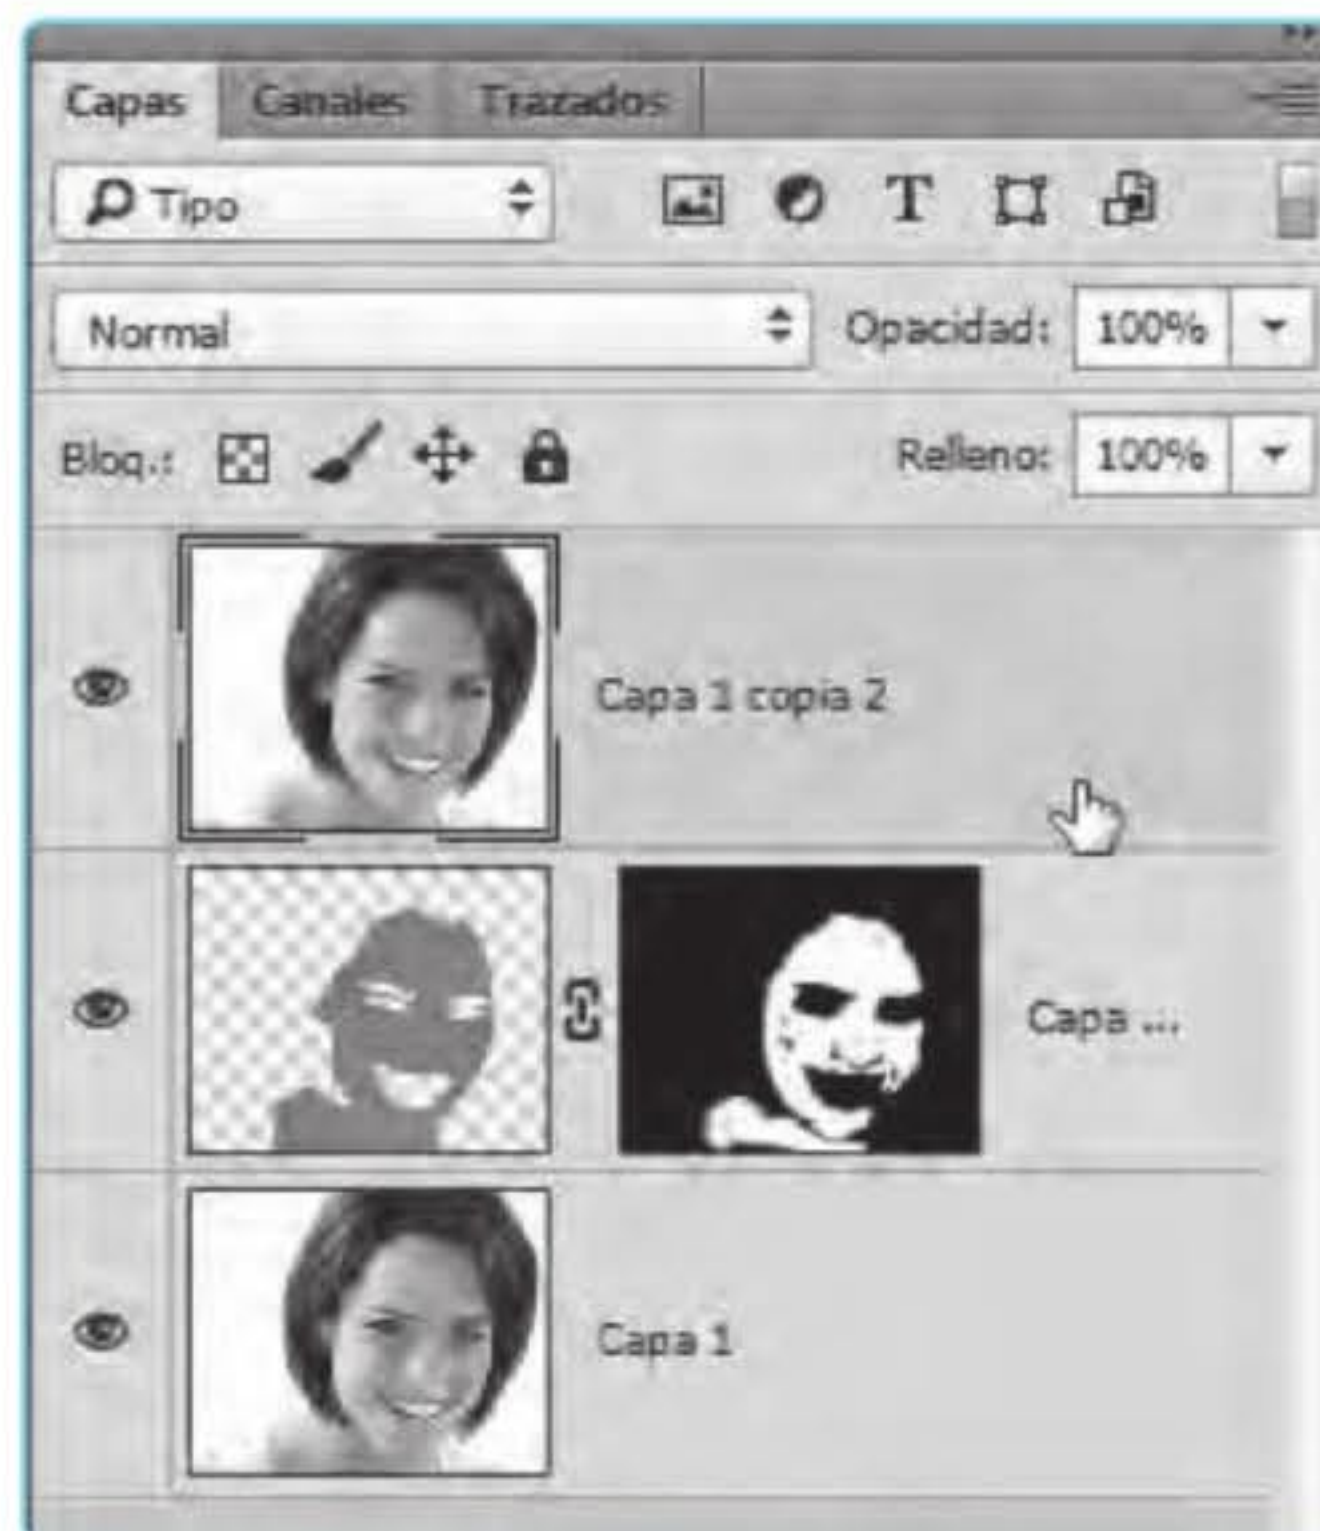 Capas Canales Trazados
Tipo T
Normal Opacidad: 100%
Bloq.: Relleno: 100%
Capa 1 copia 2
Capa ...
Capa 1